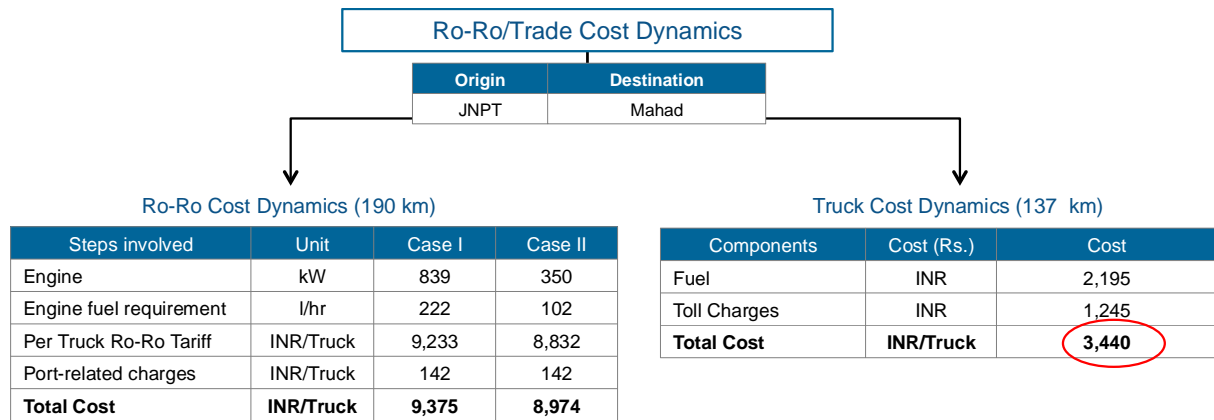 Ro-Ro/Trade Cost Dynamics
Origin Destination
JNPT Mahad
Ro-Ro Cost Dynamics (190 km)
Steps involved Unit Case I Case II
Engine kW 839 350
Engine fuel requirement l/hr 222 102
Per Truck Ro-Ro Tariff INR/Truck 9,233 8,832
Port-related charges INR/Truck 142 142
Total Cost INR/Truck 9,375 8,974
Truck Cost Dynamics (137 km)
Components Cost (Rs.) Cost
Fuel INR 2,195
Toll Charges INR 1,245
Total Cost INR/Truck 3,440